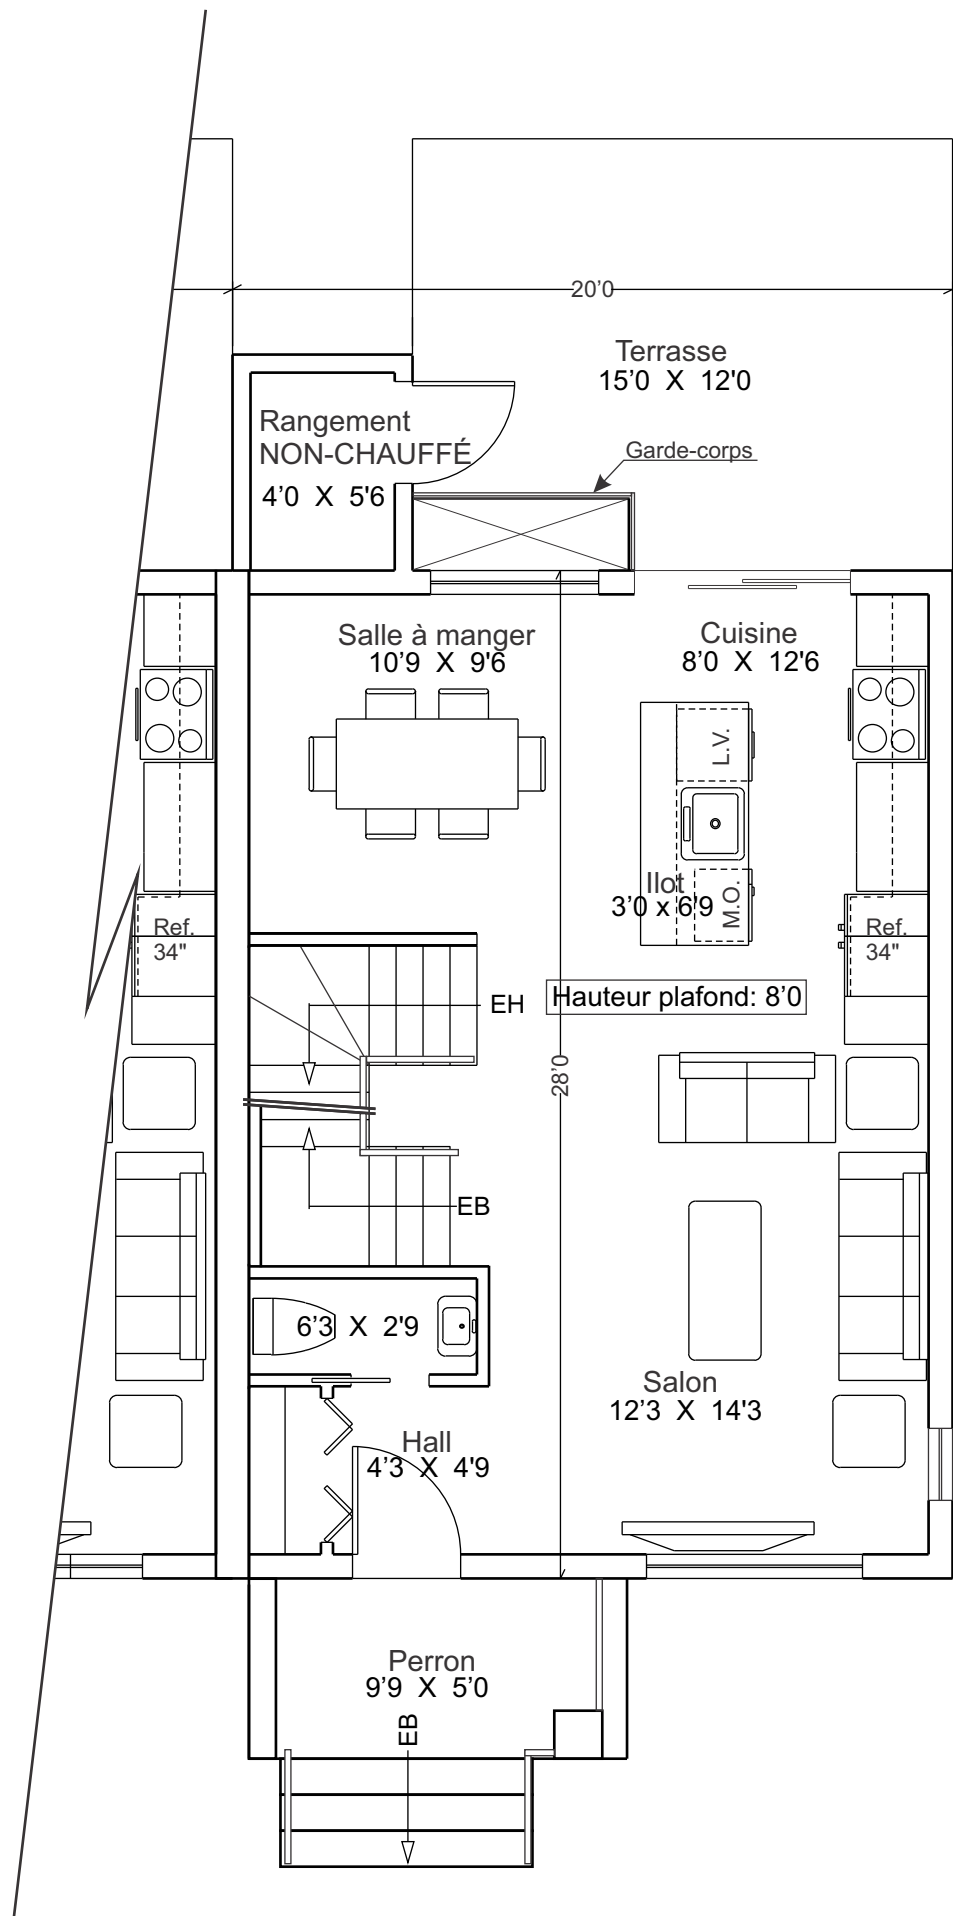 20'0
Terrasse
15'0 X 12'0
Rangement
NON-CHAUFFÉ
4'0 X 5'6
Garde-corps
Salle à manger
10'9 X 9'6
Cuisine
8'0 X 12'6
L.V.
Ilot
3'0 x 6'9
M.O.
Ref.
34"
Ref.
34"
EH
Hauteur plafond: 8'0
28'0
EB
6'3 X 2'9
Salon
12'3 X 14'3
Hall
4'3 X 4'9
Perron
9'9 X 5'0
EB